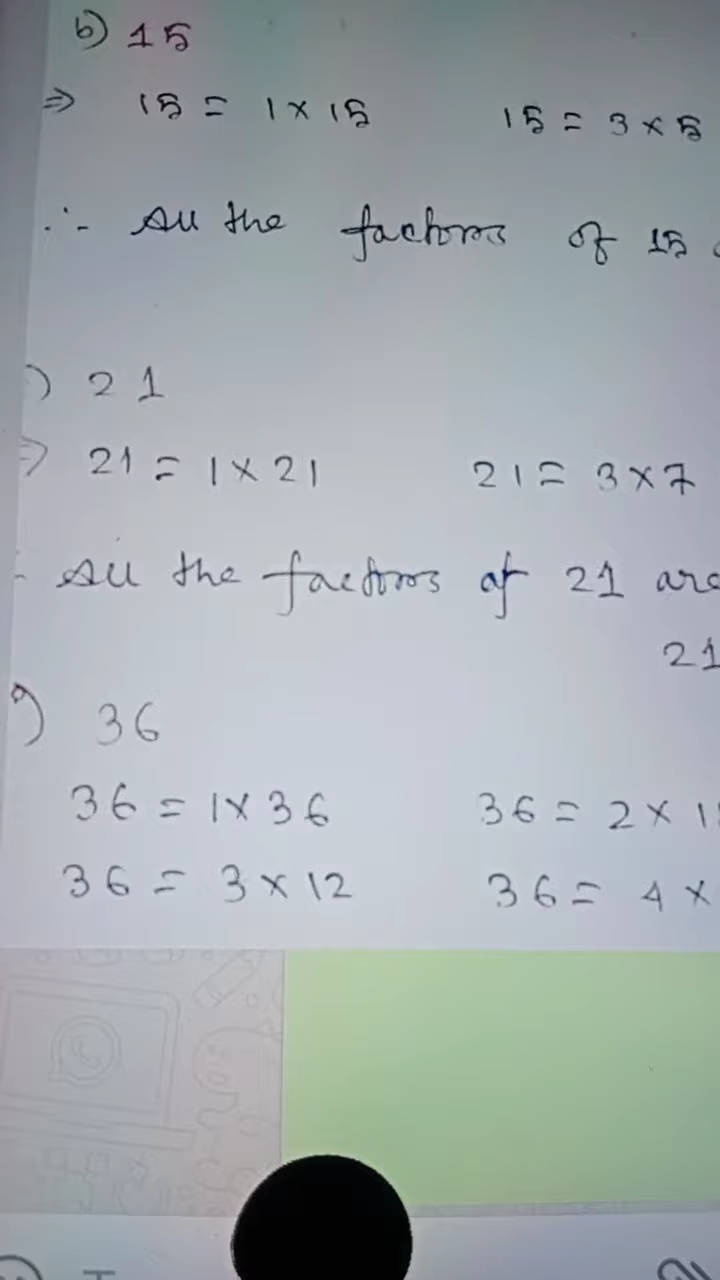 b) 15
⇒ 15 = 1 × 15 15 = 3 × 5
∴ All the factors of 15
) 21
⇒ 21 = 1 × 21 21 = 3 × 7
All the factors of 21 are
21
) 36
36 = 1 × 36 36 = 2 × 1
36 = 3 × 12 36 = 4 ×